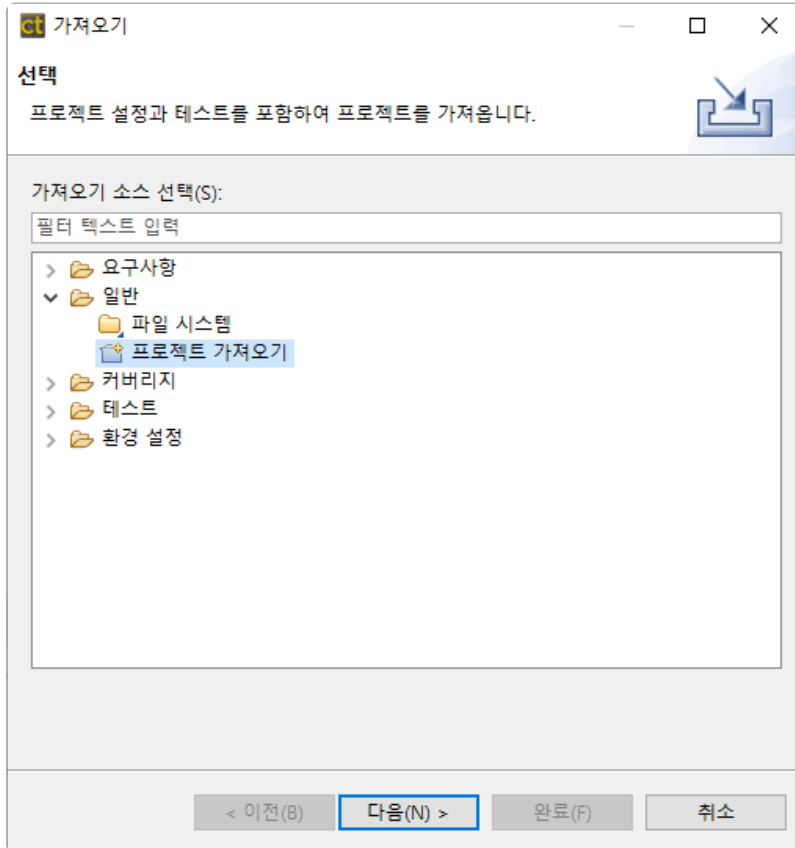 ct 가져오기
선택
프로젝트 설정과 테스트를 포함하여 프로젝트를 가져옵니다.
가져오기 소스 선택(S):
필터 텍스트 입력
요구사항
일반
파일 시스템
프로젝트 가져오기
커버리지
테스트
환경 설정
< 이전(B) 다음(N) > 완료(F) 취소